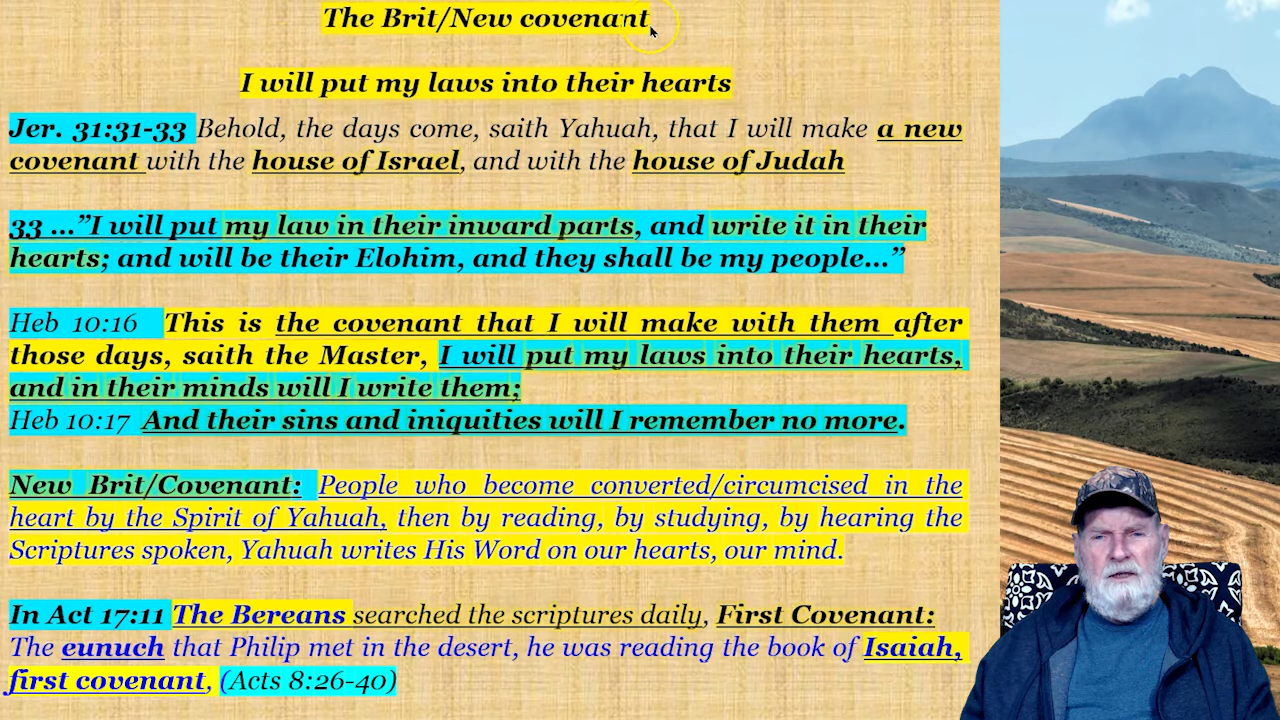 The Brit/New covenant
I will put my laws into their hearts
Jer. 31:31-33 Behold, the days come, saith Yahuah, that I will make a new
covenant with the house of Israel, and with the house of Judah
33 ...”I will put my law in their inward parts, and write it in their
hearts; and will be their Elohim, and they shall be my people...”
Heb 10:16 This is the covenant that I will make with them after
those days, saith the Master, I will put my laws into their hearts,
and in their minds will I write them;
Heb 10:17 And their sins and iniquities will I remember no more.
New Brit/Covenant: People who become converted/circumcised in the
heart by the Spirit of Yahuah, then by reading, by studying, by hearing the
Scriptures spoken, Yahuah writes His Word on our hearts, our mind.
In Act 17:11 The Bereans searched the scriptures daily, First Covenant:
The eunuch that Philip met in the desert, he was reading the book of Isaiah,
first covenant, (Acts 8:26-40)